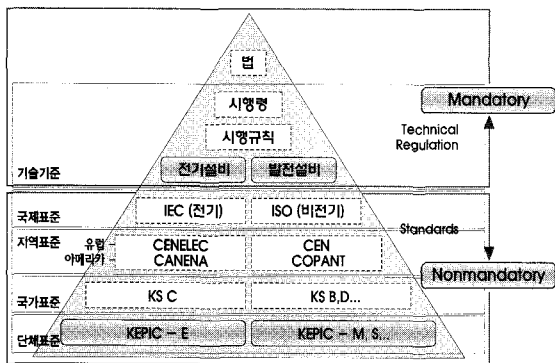 법
시행령
시행규칙
Mandatory
Technical
Regulation
기술기준
전기설비
발전설비
국제표준
IEC (전기)
ISO (비전기)
Standards
지역표준
유럽
아메리카
CENELEC
CANENA
CEN
COPANT
Nonmandatory
국가표준
KS C
KS B,D...
단체표준
KEPIC - E
KEPIC - M, S...